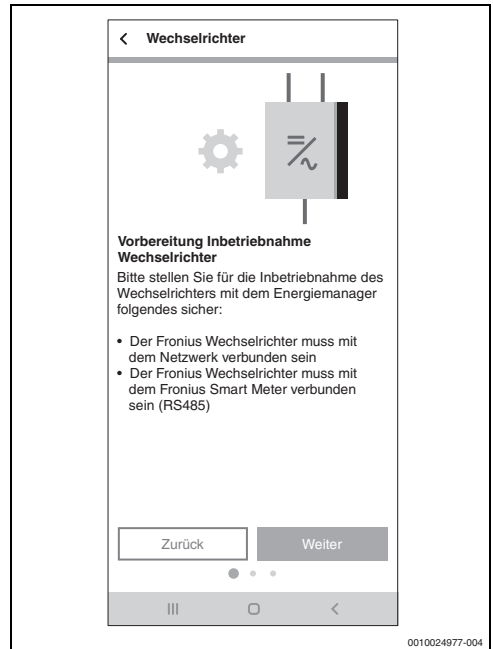 Wechselrichter
Vorbereitung Inbetriebnahme
Wechselrichter
Bitte stellen Sie für die Inbetriebnahme des
Wechselrichters mit dem Energiemanager
folgendes sicher:
• Der Fronius Wechselrichter muss mit
dem Netzwerk verbunden sein
• Der Fronius Wechselrichter muss mit
dem Fronius Smart Meter verbunden
sein (RS485)
Zurück
Weiter
0010024977-004